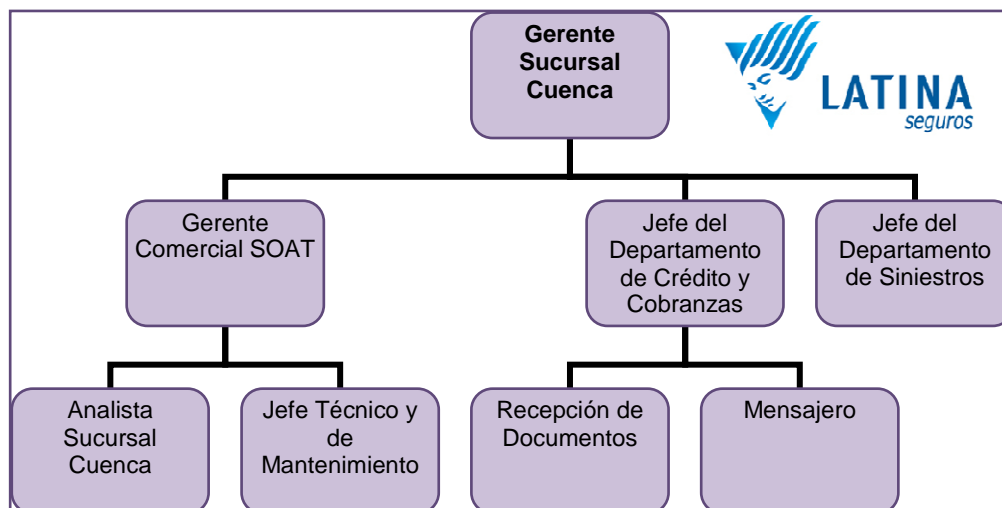 Gerente
Sucursal
Cuenca
LATINA
seguros
Gerente
Comercial SOAT
Jefe del
Departamento
de Crédito y
Cobranzas
Jefe del
Departamento
de Siniestros
Analista
Sucursal
Cuenca
Jefe Técnico y
de
Mantenimiento
Recepción de
Documentos
Mensajero